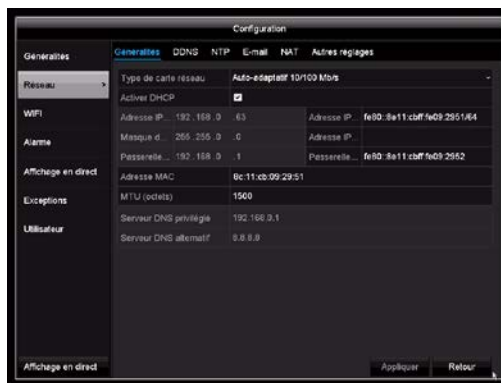 Configuration
Généralités
Réseau
WIFI
Alarme
Affichage en direct
Exceptions
Utilisateur
Affichage en direct
Généralités DDNS NTP E-mail NAT Autres réglages
Type de carte réseau Auto-adaptatif 10/100 Mb/s
Activer DHCP
Adresse IP... 192.168.0 .63 Adresse IP... fe80::8e11:cbff:fe09:2951/64
Masque d... 255.255.0 .0 Adresse IP...
Passerelle... 192.168.0 .1 Passerelle... fe80::8e11:cbff:fe09:2952
Adresse MAC 8c:11:cb:09:29:51
MTU (octets) 1500
Serveur DNS privilégié 192.168.0.1
Serveur DNS alternatif 8.8.8.8
Appliquer Retour